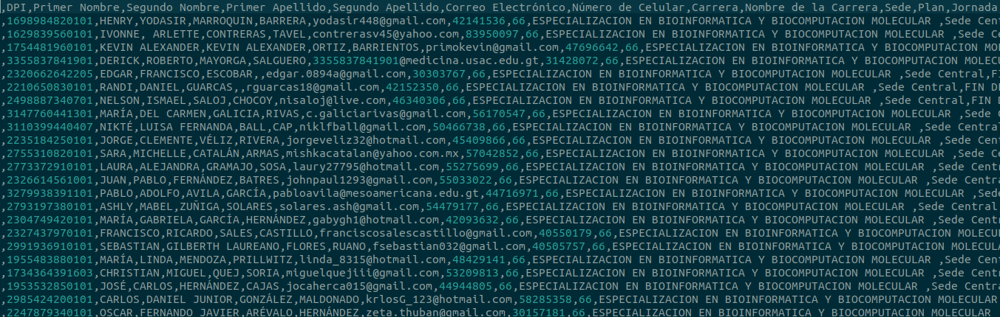 ,DPI,Primer Nombre,Segundo Nombre,Primer Apellido,Segundo Apellido,Correo Electrónico,Número de Celular,Carrera,Nombre de la Carrera,Sede,Plan,Jornada
,1698984820101,HENRY,YODASIR,MARROQUIN,BARRERA,yodasir448@gmail.com,42141536,66,ESPECIALIZACION EN BIOINFORMATICA Y BIOCOMPUTACION MOLECULAR ,Sede Cen
,1629839560101,IVONNE, ARLETTE,CONTRERAS,TAVEL,contrerasv45@yahoo.com,83950097,66,ESPECIALIZACION EN BIOINFORMATICA Y BIOCOMPUTACION MOLECULAR ,Sede
,1754481960101,KEVIN ALEXANDER,KEVIN ALEXANDER,ORTIZ,BARRIENTOS,primokevin@gmail.com,47696642,66,ESPECIALIZACION EN BIOINFORMATICA Y BIOCOMPUTACION MOL
,3355837841901,DERICK,ROBERTO,MAYORGA,SALGUERO,3355837841901@medicina.usac.edu.gt,31428072,66,ESPECIALIZACION EN BIOINFORMATICA Y BIOCOMPUTACION MOLECULA
,2320662642205,EDGAR,FRANCISCO,ESCOBAR,,edgar.0894a@gmail.com,30303767,66,ESPECIALIZACION EN BIOINFORMATICA Y BIOCOMPUTACION MOLECULAR ,Sede Central,FI
,2210650830101,RANDI,DANIEL,GUARCAS,,rguarcas18@gmail.com,42152350,66,ESPECIALIZACION EN BIOINFORMATICA Y BIOCOMPUTACION MOLECULAR ,Sede Central,FIN DE
,2498887340701,NELSON,ISMAEL,SALOJ,CHOCOY,nisaloj@live.com,46340306,66,ESPECIALIZACION EN BIOINFORMATICA Y BIOCOMPUTACION MOLECULAR ,Sede Central,FIN D
,3147760441301,MARÍA,DEL CARMEN,GALICIA,RIVAS,c.galiciarivas@gmail.com,56170547,66,ESPECIALIZACION EN BIOINFORMATICA Y BIOCOMPUTACION MOLECULAR ,Sede
,3110399440407,NIKTÉ,LUISA FERNANDA,BALL,CAP,niklfball@gmail.com,50466738,66,ESPECIALIZACION EN BIOINFORMATICA Y BIOCOMPUTACION MOLECULAR ,Sede Central
,2235184250101,JORGE,CLEMENTE,VÉLIZ,RIVERA,jorgeveliz32@hotmail.com,45409866,66,ESPECIALIZACION EN BIOINFORMATICA Y BIOCOMPUTACION MOLECULAR ,Sede Cen
,2755310820101,SARA,MICHELLE,CATALÁN,ARMAS,mishkacatalan@yahoo.com.mx,57042852,66,ESPECIALIZACION EN BIOINFORMATICA Y BIOCOMPUTACION MOLECULAR ,Sede C
,2773372910101,LAURA,ALEJANDRA,GRAMAJO,SOSA,laury27795@hotmail.com,55275699,66,ESPECIALIZACION EN BIOINFORMATICA Y BIOCOMPUTACION MOLECULAR ,Sede Cent
,2326614561001,JUAN,PABLO,FERNÁNDEZ,BATRES,johnpaul1293@gmail.com,55033022,66,ESPECIALIZACION EN BIOINFORMATICA Y BIOCOMPUTACION MOLECULAR ,Sede Centr
,3279938391101,PABLO,ADOLFO,AVILA,GARCÍA,pabloavila@mesoamericana.edu.gt,44716971,66,ESPECIALIZACION EN BIOINFORMATICA Y BIOCOMPUTACION MOLECULAR ,Sede
,2793197380101,ASHLY,MABEL,ZUÑIGA,SOLARES,solares.ash@gmail.com,54479177,66,ESPECIALIZACION EN BIOINFORMATICA Y BIOCOMPUTACION MOLECULAR ,Sede Central
,2304749420101,MARÍA,GABRIELA,GARCÍA,HERNÁNDEZ,gabygh1@hotmail.com,42093632,66,ESPECIALIZACION EN BIOINFORMATICA Y BIOCOMPUTACION MOLECULAR ,Sede Cent
,2327437970101,FRANCISCO,RICARDO,SALES,CASTILLO,franciscosalescastillo@gmail.com,40550179,66,ESPECIALIZACION EN BIOINFORMATICA Y BIOCOMPUTACION MOLECUL
,2991936910101,SEBASTIAN,GILBERTH LAUREANO,FLORES,RUANO,fsebastian032@gmail.com,40505757,66,ESPECIALIZACION EN BIOINFORMATICA Y BIOCOMPUTACION MOLECULA
,1955483880101,MARÍA,LINDA,MENDOZA,PRILLWITZ,linda_8315@hotmail.com,48429141,66,ESPECIALIZACION EN BIOINFORMATICA Y BIOCOMPUTACION MOLECULAR ,Sede Ce
,1734364391603,CHRISTIAN,MIGUEL,QUEJ,SORIA,miguelquejiii@gmail.com,53209813,66,ESPECIALIZACION EN BIOINFORMATICA Y BIOCOMPUTACION MOLECULAR ,Sede Ce
,1953532850101,JOSÉ,CARLOS,HERNÁNDEZ,CAJAS,jocaherca015@gmail.com,44944805,66,ESPECIALIZACION EN BIOINFORMATICA Y BIOCOMPUTACION MOLECULAR ,Sede Centra
,2985424200101,CARLOS,DANIEL JUNIOR,GONZÁLEZ,MALDONADO,krlosG_123@hotmail.com,58285358,66,ESPECIALIZACION EN BIOINFORMATICA Y BIOCOMPUTACION MOLECULAR
,2247879340101,OSCAR,FERNANDO JAVIER,ARÉVALO,HERNÁNDEZ,zeta.thuban@gmail.com,30157181,66,ESPECIALIZACION EN BIOINFORMATICA Y BIOCOMPUTACION MOLECULAR